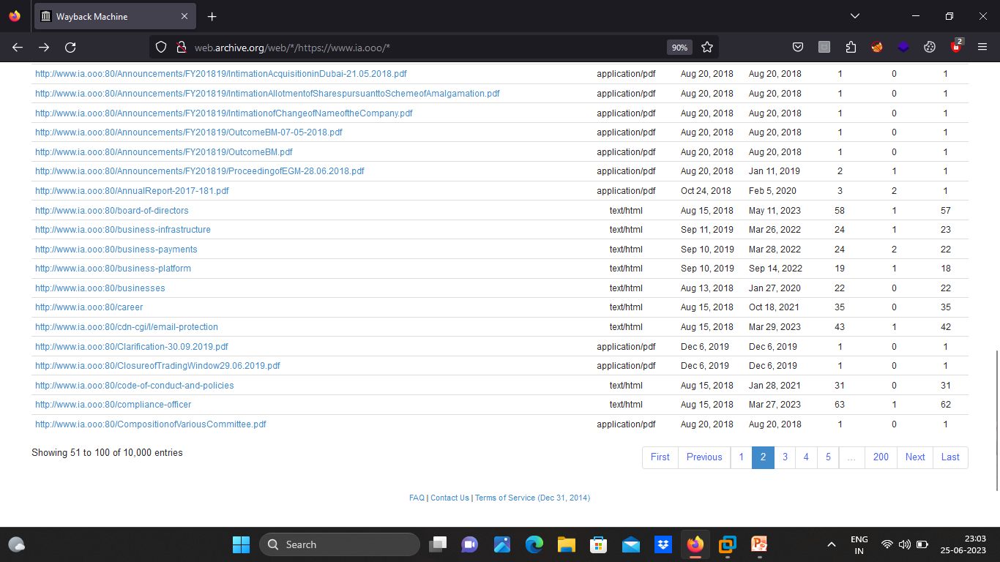 Wayback Machine
web.archive.org/web/*/https://www.ia.ooo/*
90%
2
http://www.ia.ooo:80/Announcements/FY201819/IntimationAcquisitioninDubai-21.05.2018.pdf application/pdf Aug 20, 2018 Aug 20, 2018 1 0 1
http://www.ia.ooo:80/Announcements/FY201819/IntimationAllotmentofSharespursuanttoSchemeofAmalgamation.pdf application/pdf Aug 20, 2018 Aug 20, 2018 1 0 1
http://www.ia.ooo:80/Announcements/FY201819/IntimationofChangeofNameoftheCompany.pdf application/pdf Aug 20, 2018 Aug 20, 2018 1 0 1
http://www.ia.ooo:80/Announcements/FY201819/OutcomeBM-07-05-2018.pdf application/pdf Aug 20, 2018 Aug 20, 2018 1 0 1
http://www.ia.ooo:80/Announcements/FY201819/OutcomeBM.pdf application/pdf Aug 20, 2018 Aug 20, 2018 1 0 1
http://www.ia.ooo:80/Announcements/FY201819/ProceedingofEGM-28.06.2018.pdf application/pdf Aug 20, 2018 Jan 11, 2019 2 1 1
http://www.ia.ooo:80/AnnualReport-2017-181.pdf application/pdf Oct 24, 2018 Feb 5, 2020 3 2 1
http://www.ia.ooo:80/board-of-directors text/html Aug 15, 2018 May 11, 2023 58 1 57
http://www.ia.ooo:80/business-infrastructure text/html Sep 11, 2019 Mar 26, 2022 24 1 23
http://www.ia.ooo:80/business-payments text/html Sep 10, 2019 Mar 28, 2022 24 2 22
http://www.ia.ooo:80/business-platform text/html Sep 10, 2019 Sep 14, 2022 19 1 18
http://www.ia.ooo:80/businesses text/html Aug 13, 2018 Jan 27, 2020 22 0 22
http://www.ia.ooo:80/career text/html Aug 15, 2018 Oct 18, 2021 35 0 35
http://www.ia.ooo:80/cdn-cgi/l/email-protection text/html Aug 15, 2018 Mar 29, 2023 43 1 42
http://www.ia.ooo:80/Clarification-30.09.2019.pdf application/pdf Dec 6, 2019 Dec 6, 2019 1 0 1
http://www.ia.ooo:80/ClosureofTradingWindow29.06.2019.pdf application/pdf Dec 6, 2019 Dec 6, 2019 1 0 1
http://www.ia.ooo:80/code-of-conduct-and-policies text/html Aug 15, 2018 Jan 28, 2021 31 0 31
http://www.ia.ooo:80/compliance-officer text/html Aug 15, 2018 Mar 27, 2023 63 1 62
http://www.ia.ooo:80/CompositionofVariousCommittee.pdf application/pdf Aug 20, 2018 Aug 20, 2018 1 0 1
Showing 51 to 100 of 10,000 entries
First Previous 1 2 3 4 5 … 200 Next Last
FAQ | Contact Us | Terms of Service (Dec 31, 2014)
Search
ENG
IN
23:03
25-06-2023